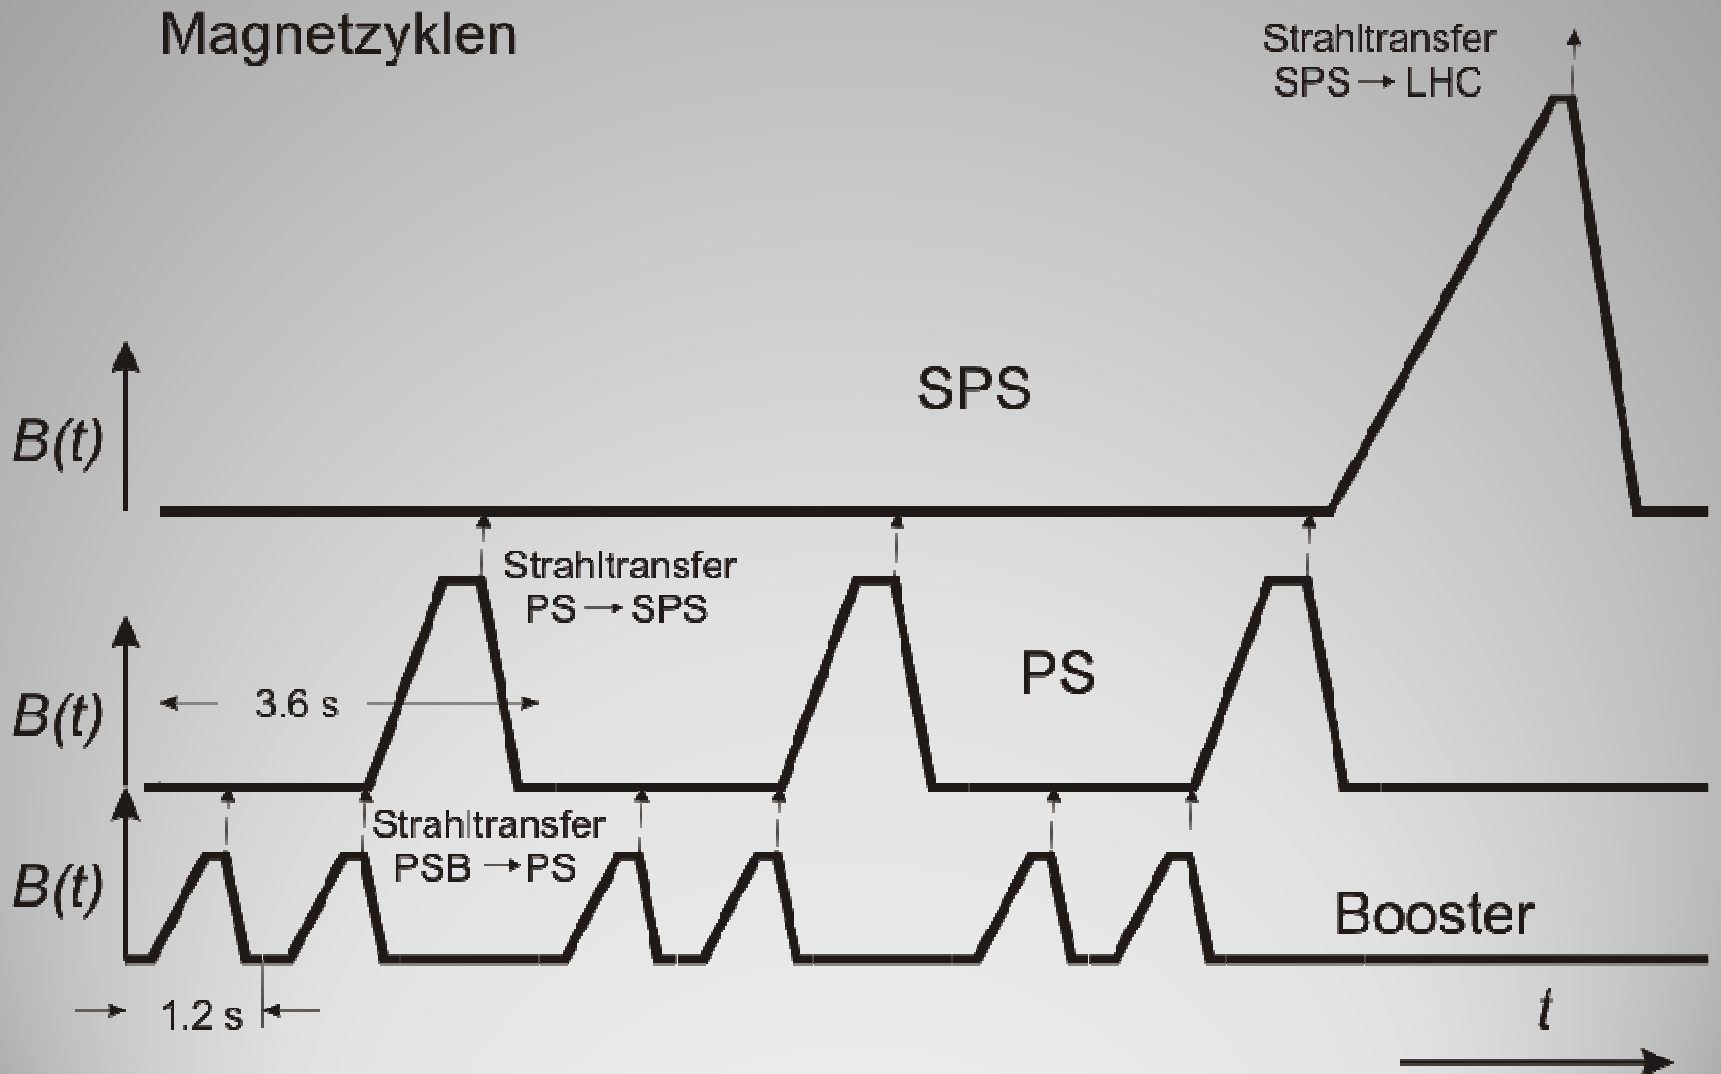 Magnetzyklen
Strahltransfer
SPS → LHC
SPS
B(t)
Strahltransfer
PS → SPS
PS
3.6 s
B(t)
Strahltransfer
PSB → PS
B(t)
Booster
1.2 s
t